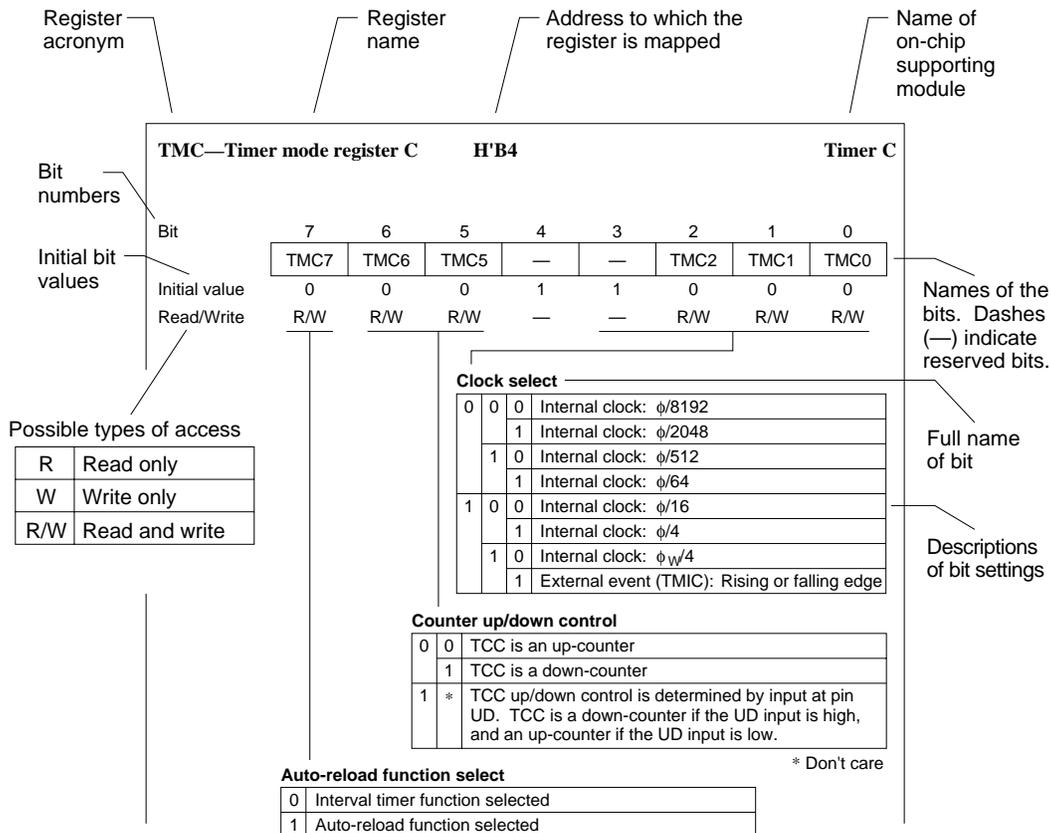 Register
acronym
Register
name
Address to which the
register is mapped
Name of
on-chip
supporting
module
TMC—Timer mode register C H'B4 Timer C
Bit
numbers
Bit 7 6 5 4 3 2 1 0
Initial bit
values
TMC7 TMC6 TMC5 — — TMC2 TMC1 TMC0
Initial value 0 0 0 1 1 0 0 0
Read/Write R/W R/W R/W — — R/W R/W R/W
Names of the
bits. Dashes
(—) indicate
reserved bits.
Possible types of access
R Read only
W Write only
R/W Read and write
Clock select
0 0 0 Internal clock: ϕ/8192
1 Internal clock: ϕ/2048
1 0 Internal clock: ϕ/512
1 Internal clock: ϕ/64
1 0 0 Internal clock: ϕ/16
1 Internal clock: ϕ/4
1 0 Internal clock: ϕW/4
1 External event (TMIC): Rising or falling edge
Full name
of bit
Descriptions
of bit settings
Counter up/down control
0 0 TCC is an up-counter
1 TCC is a down-counter
1 * TCC up/down control is determined by input at pin
UD. TCC is a down-counter if the UD input is high,
and an up-counter if the UD input is low.
* Don't care
Auto-reload function select
0 Interval timer function selected
1 Auto-reload function selected